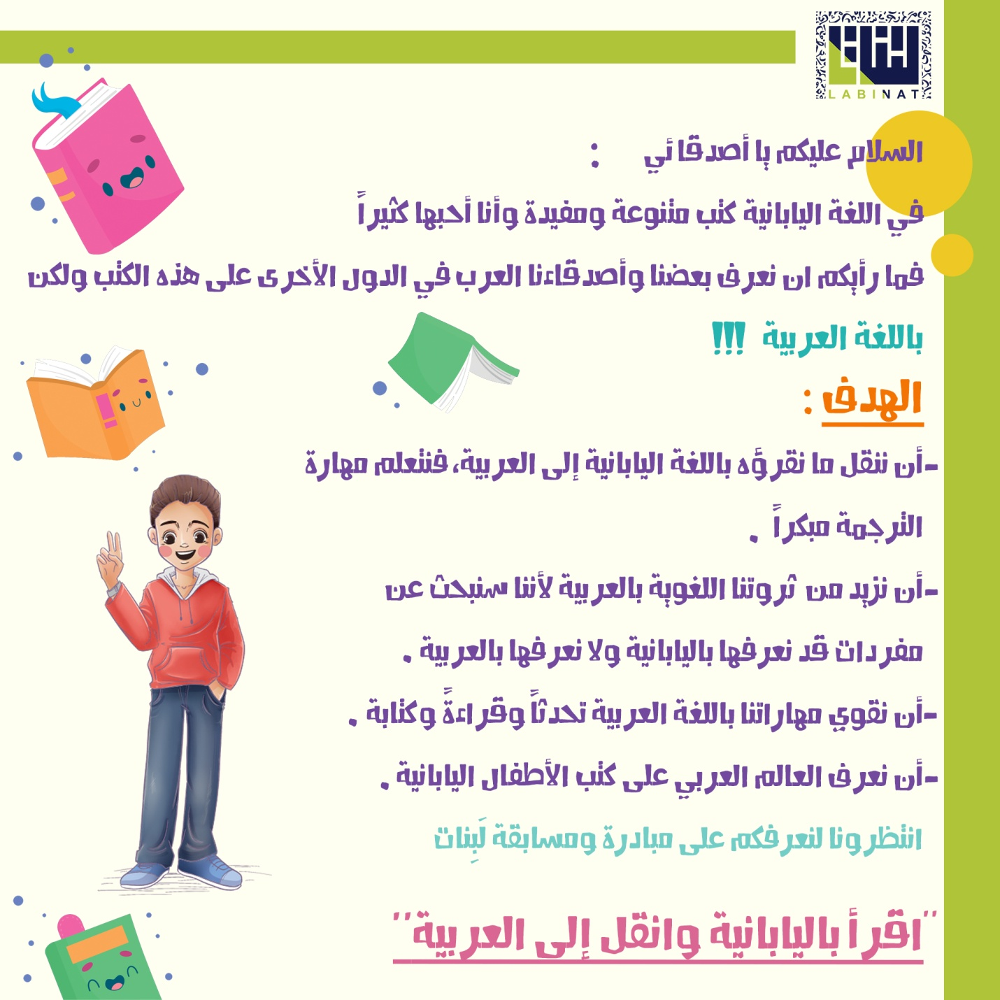 لبنات
LABINAT
السلام عليكم يا أصدقائي :
في اللغة اليابانية كتب متنوعة ومفيدة وأنا أحبها كثيراً
فما رأيكم ان نعرف بعضنا وأصدقاءنا العرب في الدول الأخرى على هذه الكتب ولكن
باللغة العربية !!!
الهدف :
-أن ننقل ما نقرؤه باللغة اليابانية إلى العربية، فنتعلم مهارة
الترجمة مبكراً .
-أن نزيد من ثروتنا اللغوية بالعربية لأننا سنبحث عن
مفردات قد نعرفها باليابانية ولا نعرفها بالعربية .
-أن نقوي مهاراتنا باللغة العربية تحدثاً وقراءةً وكتابة .
-أن نعرف العالم العربي على كتب الأطفال اليابانية .
انتظرونا لنعرفكم على مبادرة ومسابقة لَبِنات
"اقرأ باليابانية وانقل إلى العربية"